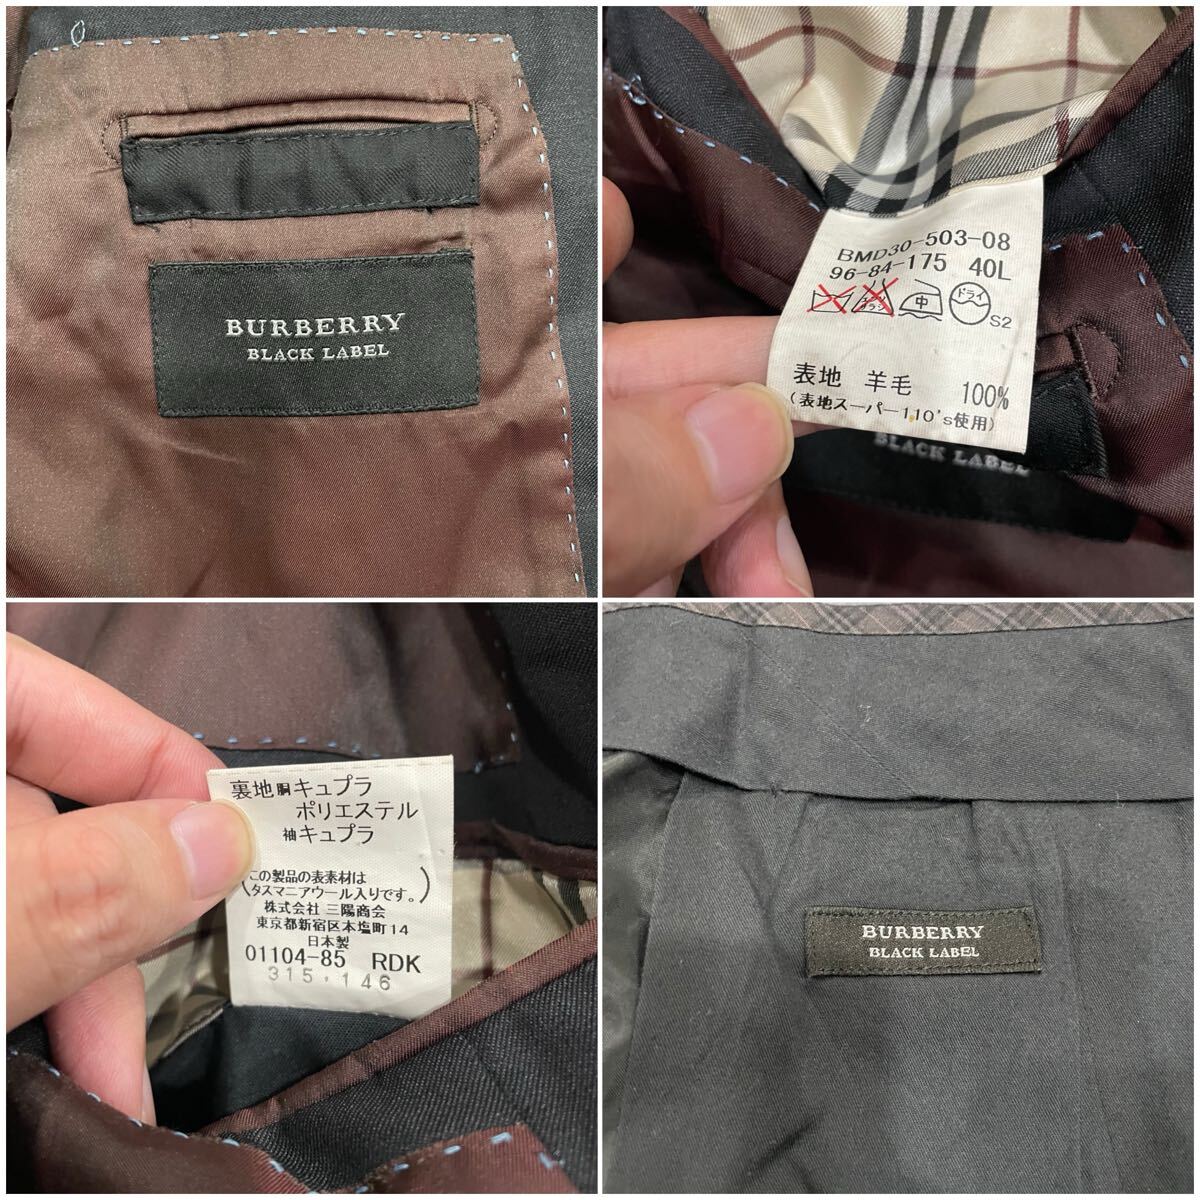 BURBERRY
BLACK LABEL
BMD30-503-08
96-84-175 40L
中
ドライ
S2
表地 羊毛 100%
(表地スーパー110's使用)
BLACK LABEL
裏地胴キュプラ
ポリエステル
袖キュプラ
(この製品の表素材は
タスマニアウール入りです。)
株式会社 三陽商会
東京都新宿区本塩町14
日本製
01104-85 RDK
315.146
BURBERRY
BLACK LABEL